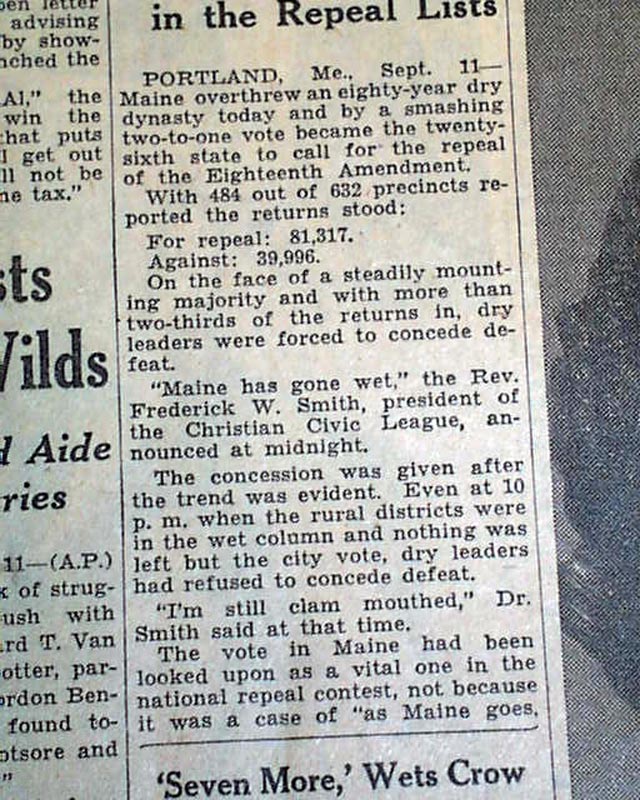 en letter
advising
by show-
nched the
Al," the
win the
that puts
get out
ll not be
ne tax."
sts
Wilds
d Aide
ries
11—(A.P.)
k of strug-
ush with
rd T. Van
otter, par-
ordon Ben-
found to-
otsore and
"
in the Repeal Lists
PORTLAND, Me., Sept. 11—
Maine overthrew an eighty-year dry
dynasty today and by a smashing
two-to-one vote became the twenty-
sixth state to call for the repeal
of the Eighteenth Amendment.
With 484 out of 632 precincts re-
ported the returns stood:
For repeal: 81,317.
Against: 39,996.
On the face of a steadily mount-
ing majority and with more than
two-thirds of the returns in, dry
leaders were forced to concede de-
feat.
"Maine has gone wet," the Rev.
Frederick W. Smith, president of
the Christian Civic League, an-
nounced at midnight.
The concession was given after
the trend was evident. Even at 10
p. m. when the rural districts were
in the wet column and nothing was
left but the city vote, dry leaders
had refused to concede defeat.
"I'm still clam mouthed," Dr.
Smith said at that time.
The vote in Maine had been
looked upon as a vital one in the
national repeal contest, not because
it was a case of "as Maine goes,
'Seven More,' Wets Crow